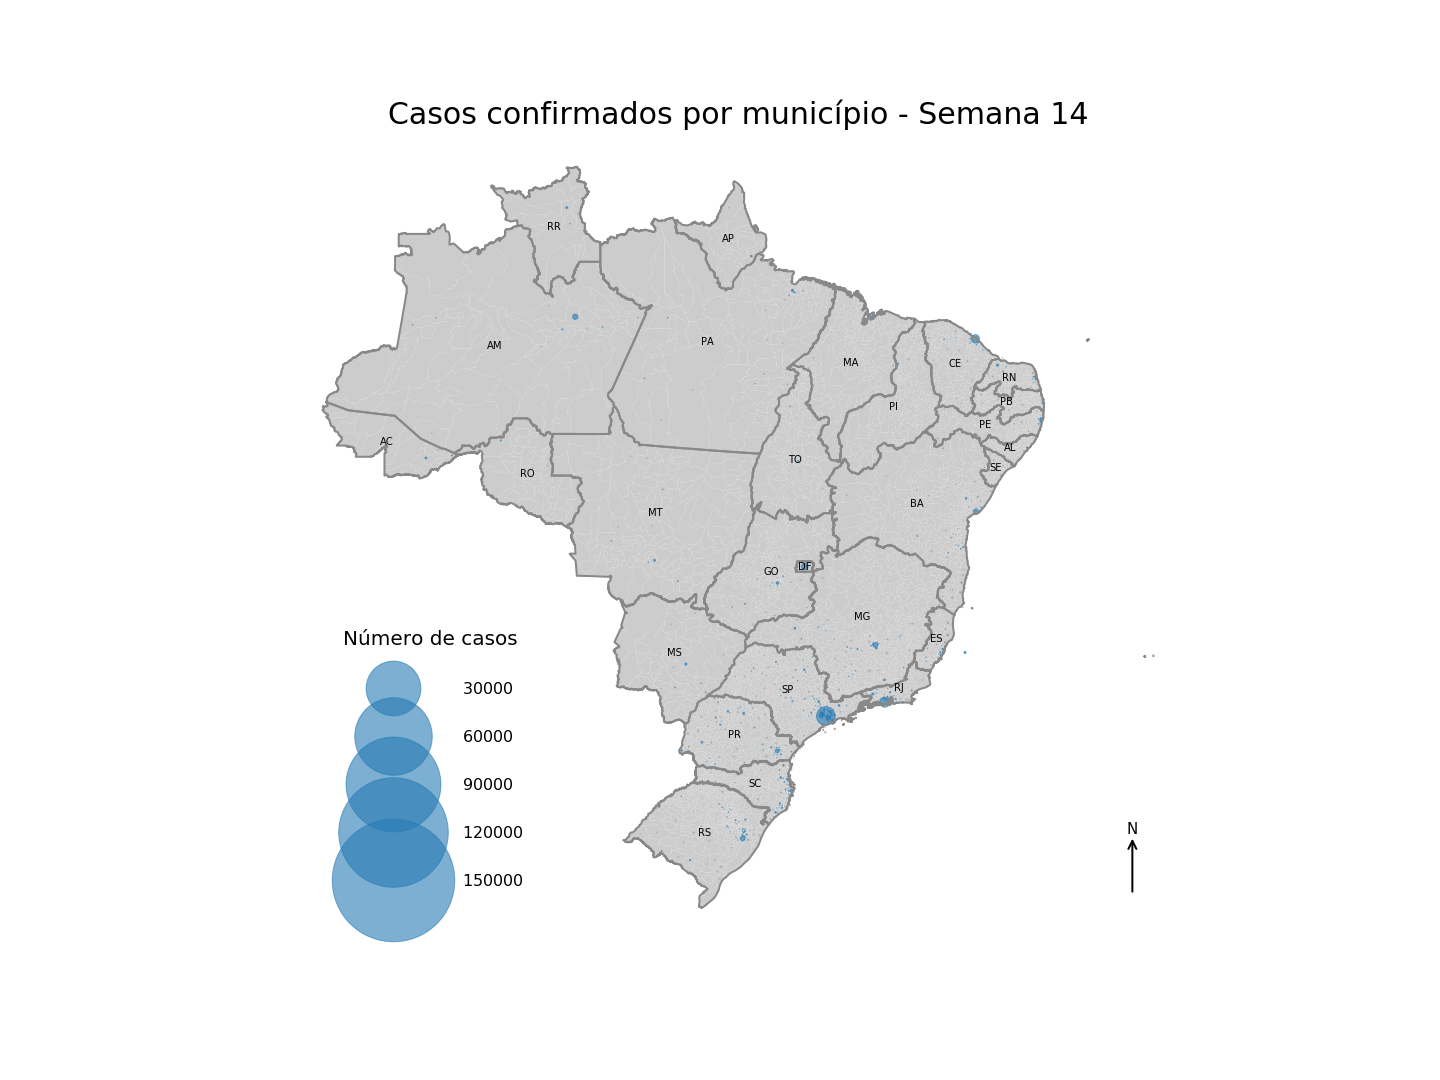 Casos confirmados por município - Semana 14
RR
AP
AM
PA
MA
CE
RN
PB
PI
PE
AL
AC
SE
TO
RO
BA
MT
DF
GO
MG
ES
MS
SP
RJ
PR
SC
RS
Número de casos
30000
60000
90000
120000
150000
N